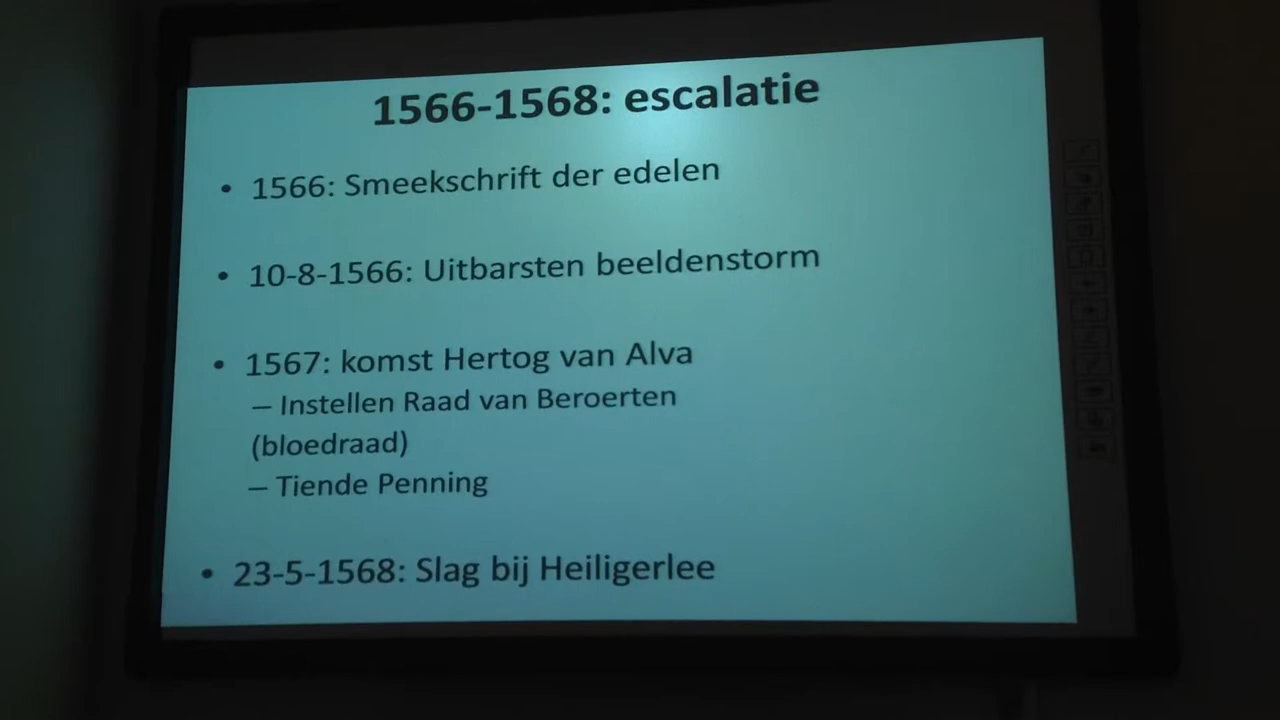 1566-1568: escalatie
• 1566: Smeekschrift der edelen
• 10-8-1566: Uitbarsten beeldenstorm
• 1567: komst Hertog van Alva
– Instellen Raad van Beroerten
(bloedraad)
– Tiende Penning
• 23-5-1568: Slag bij Heiligerlee